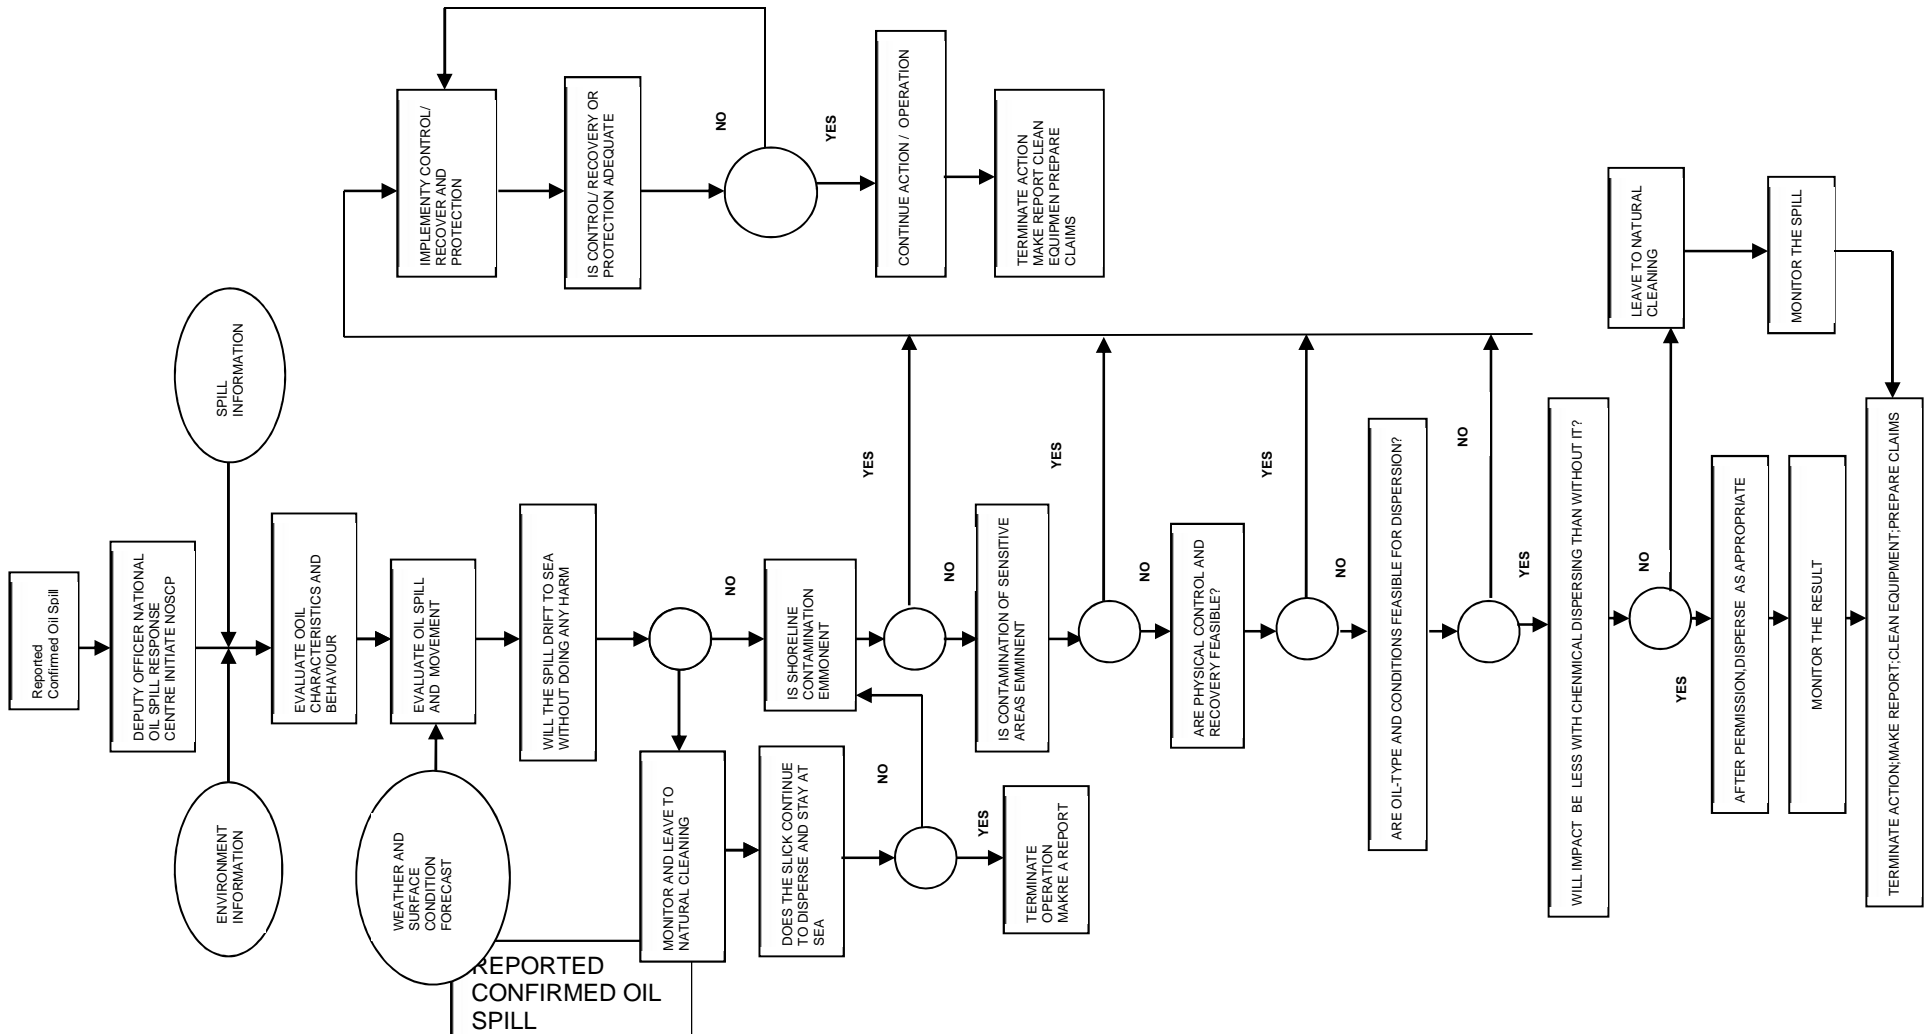 Reported
Confirmed Oil Spill
DEPUTY OFFICER NATIONAL
OIL SPILL RESPONSE
CENTRE INITIATE NOSCP
SPILL
INFORMATION
ENVIRONMENT
INFORMATION
EVALUATE OOIL
CHARACTERISTICS AND
BEHAVIOUR
EVALUATE OIL SPILL
AND MOVEMENT
WEATHER AND
SURFACE
CONDITION
FORECAST
WILL THE SPILL DRIFT TO SEA
WITHOUT DOING ANY HARM
NO
MONITOR AND LEAVE TO
NATURAL CLEANING
DOES THE SLICK CONTINUE
TO DISPERSE AND STAY AT
SEA
NO
YES
TERMINATE
OPERATION
MAKRE A REPORT
IS SHORELINE
CONTAMINATION
EMMONENT
YES
NO
IS CONTAMINATION OF SENSITIVE
AREAS EMMINENT
YES
NO
ARE PHYSICAL CONTROL AND
RECOVERY FEASIBLE?
YES
NO
ARE OIL-TYPE AND CONDITIONS FEASIBLE FOR DISPERSION?
NO
YES
WILL IMPACT BE LESS WITH CHENMICAL DISPERSING THAN WITHOUT IT?
NO
YES
LEAVE TO NATURAL
CLEANING
MONITOR THE SPILL
AFTER PERMISSION,DISPERSE AS APPROPRIATE
MONITOR THE RESULT
TERMINATE ACTION;MAKE REPORT;CLEAN EQUIPMENT;PREPARE CLAIMS
IMPLEMENTY CONTROL/
RECOVER AND
PROTECTION
IS CONTROL/ RECOVERY OR
PROTECTION ADEQUATE
NO
YES
CONTINUE ACTION / OPERATION
TERMINATE ACTION
MAKE REPORT CLEAN
EQUIPMEN PREPARE
CLAIMS
REPORTED
CONFIRMED OIL
SPILL